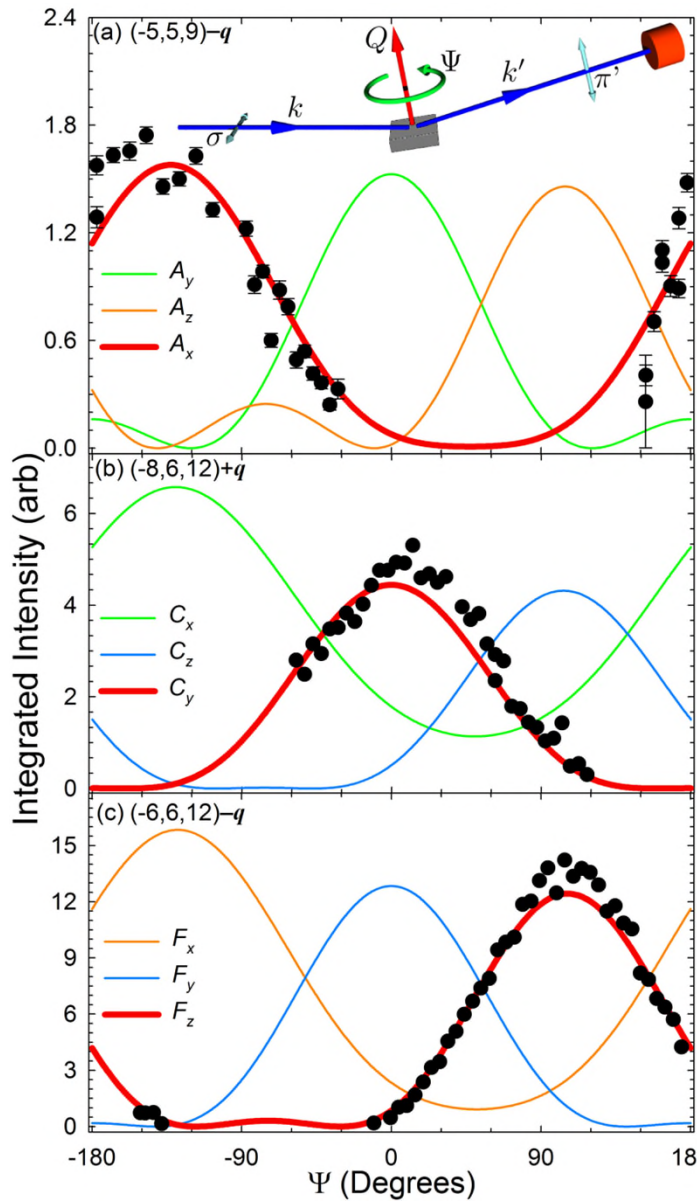 (a) (-5,5,9)−q
Q
Ψ
k
k′
π'
σ
2.4
1.8
1.2
0.6
0.0
A_y
A_z
A_x
(b) (-8,6,12)+q
6
4
2
0
C_x
C_z
C_y
(c) (-6,6,12)−q
15
12
9
6
3
0
F_x
F_y
F_z
-180 -90 0 90 18
Ψ (Degrees)
Integrated Intensity (arb)